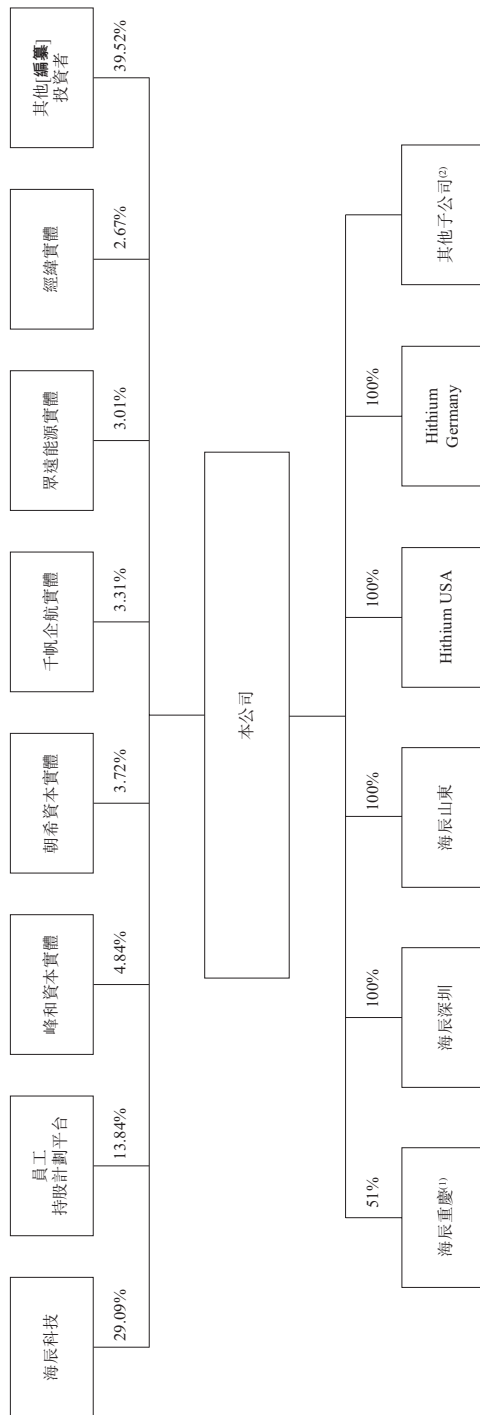 海辰科技
員工
持股計劃平台
峰和資本實體
朝希資本實體
千帆企航實體
眾遠能源實體
經緯實體
其他[編纂]
投資者
29.09%
13.84%
4.84%
3.72%
3.31%
3.01%
2.67%
39.52%
本公司
51%
100%
100%
100%
100%
海辰重慶(1)
海辰深圳
海辰山東
Hithium USA
Hithium
Germany
其他子公司(2)